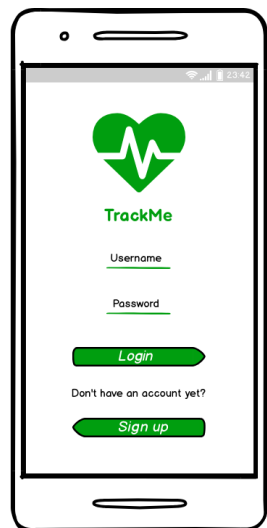 23:42
TrackMe
Username
Password
Login
Don't have an account yet?
Sign up